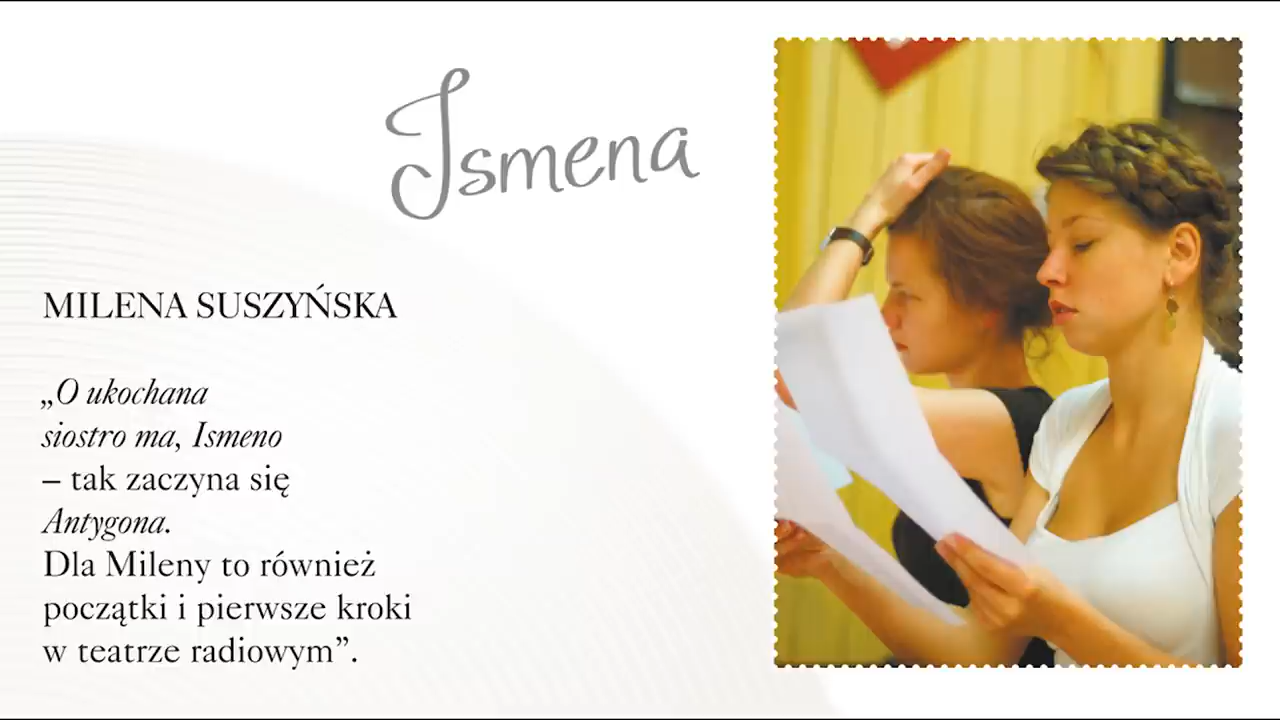 Ismena
MILENA SUSZYŃSKA
„O ukochana
siostro ma, Ismeno
– tak zaczyna się
Antygona.
Dla Mileny to również
początki i pierwsze kroki
w teatrze radiowym”.